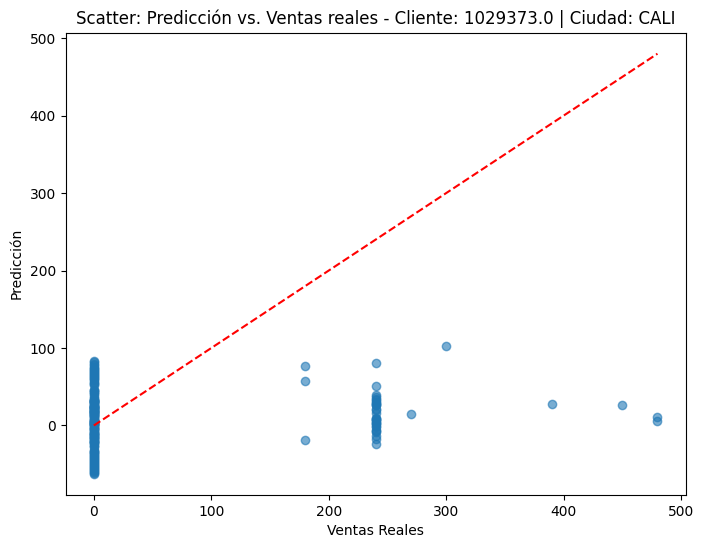 Scatter: Predicción vs. Ventas reales - Cliente: 1029373.0 | Ciudad: CALI
500
400
300
200
100
0
Predicción
0 100 200 300 400 500
Ventas Reales